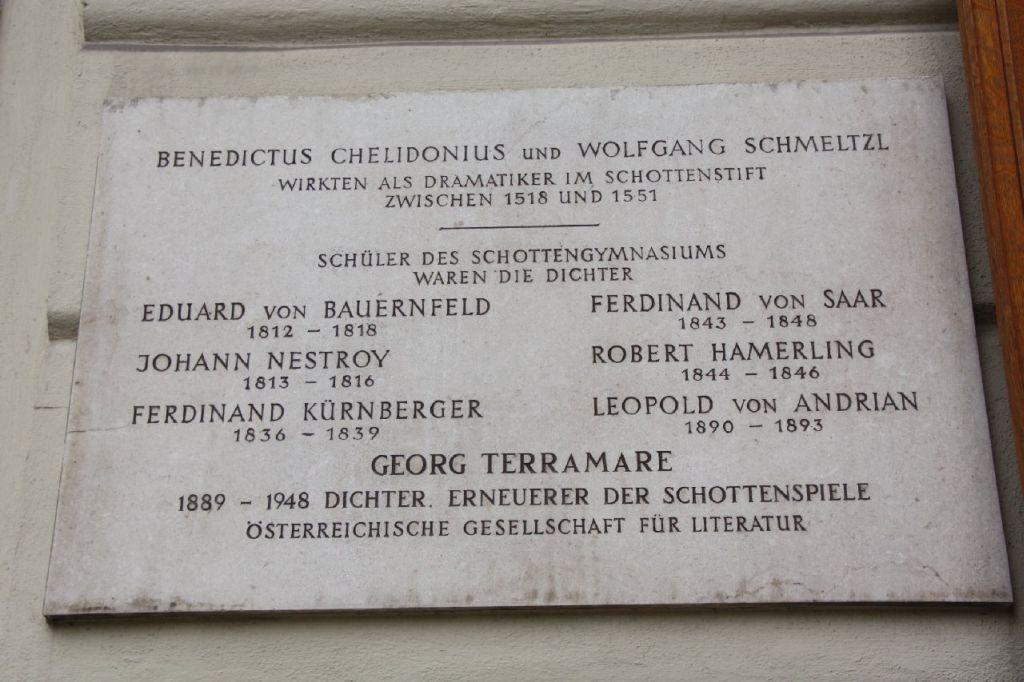 BENEDICTUS CHELIDONIUS UND WOLFGANG SCHMELTZL
WIRKTEN ALS DRAMATIKER IM SCHOTTENSTIFT
ZWISCHEN 1518 UND 1551
SCHÜLER DES SCHOTTENGYMNASIUMS
WAREN DIE DICHTER
EDUARD VON BAUERNFELD
1812 – 1818
JOHANN NESTROY
1813 – 1816
FERDINAND KÜRNBERGER
1836 – 1839
FERDINAND VON SAAR
1843 – 1848
ROBERT HAMERLING
1844 – 1846
LEOPOLD VON ANDRIAN
1890 – 1893
GEORG TERRAMARE
1889 – 1948 DICHTER. ERNEUERER DER SCHOTTENSPIELE
ÖSTERREICHISCHE GESELLSCHAFT FÜR LITERATUR